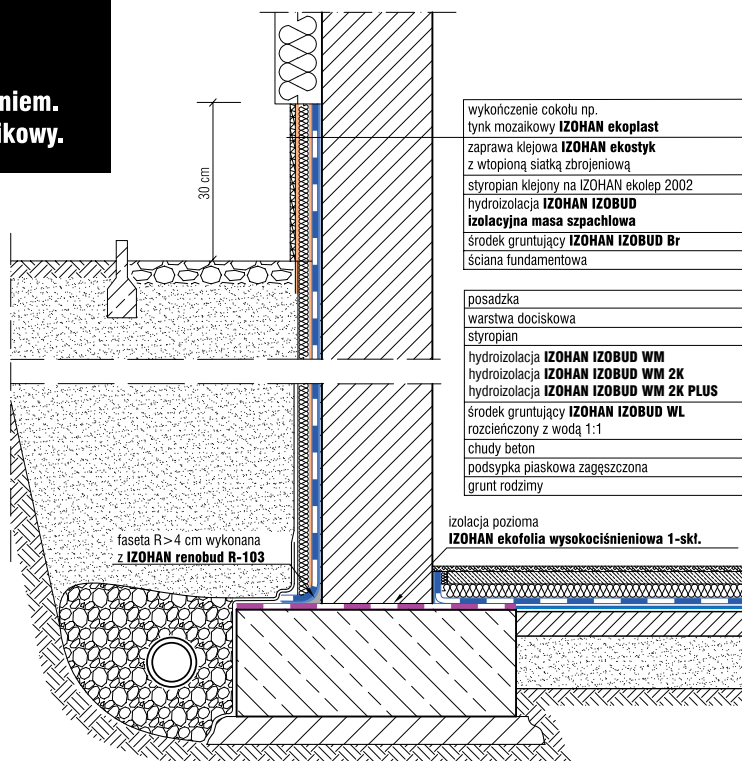 niem.
kowy.
30 cm
wykończenie cokołu np.
tynk mozaikowy IZOHAN ekoplast
zaprawa klejowa IZOHAN ekostyk
z wtopioną siatką zbrojeniową
styropian klejony na IZOHAN ekolep 2002
hydroizolacja IZOHAN IZOBUD
izolacyjna masa szpachlowa
środek gruntujący IZOHAN IZOBUD Br
ściana fundamentowa
posadzka
warstwa dociskowa
styropian
hydroizolacja IZOHAN IZOBUD WM
hydroizolacja IZOHAN IZOBUD WM 2K
hydroizolacja IZOHAN IZOBUD WM 2K PLUS
środek gruntujący IZOHAN IZOBUD WL
rozcieńczony z wodą 1:1
chudy beton
podsypka piaskowa zagęszczona
grunt rodzimy
faseta R>4 cm wykonana
z IZOHAN renobud R-103
izolacja pozioma
IZOHAN ekofolia wysokociśnieniowa 1-skł.